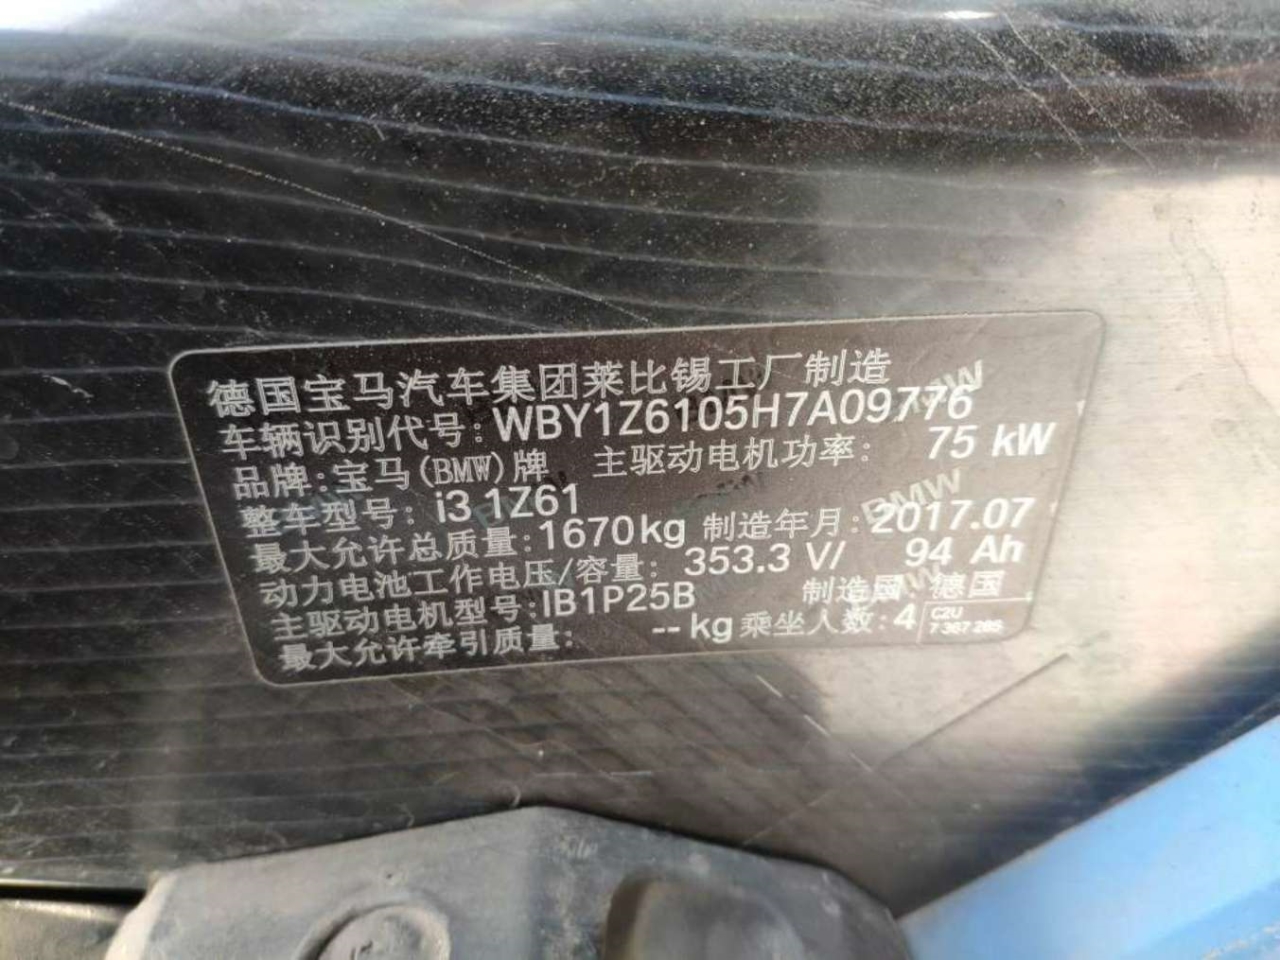 德国宝马汽车集团莱比锡工厂制造
车辆识别代号: WBY1Z6105H7A09776
品牌: 宝马(BMW)牌 主驱动电机功率: 75 kW
整车型号: i3 1Z61
最大允许总质量: 1670kg 制造年月: 2017.07
动力电池工作电压/容量: 353.3 V/ 94 Ah
主驱动电机型号: IB1P25B 制造國: 德国
最大允许牵引质量: --kg 乘坐人数: 4
C2U
7 367 285